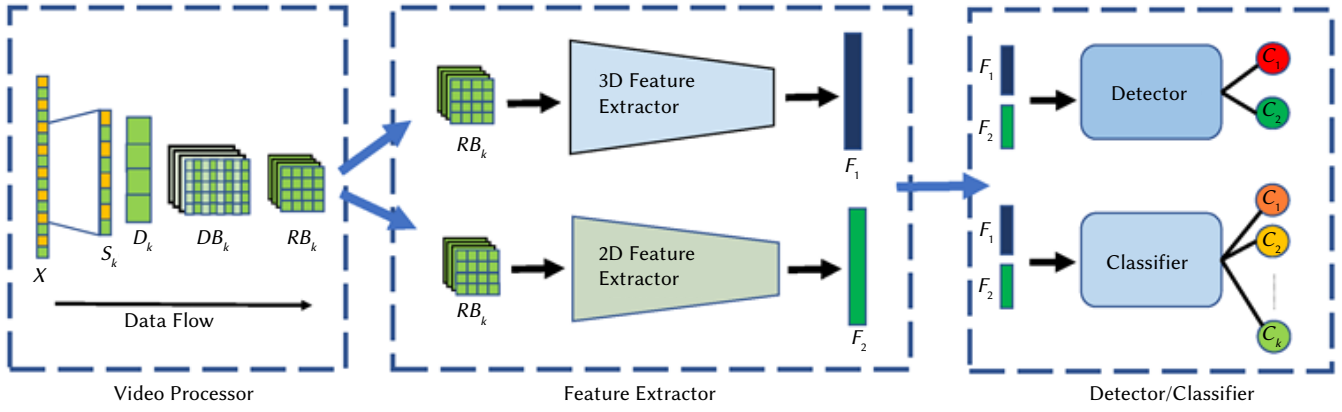 X
S_k
D_k
DB_k
RB_k
Data Flow
Video Processor
RB_k
3D Feature
Extractor
F_1
RB_k
2D Feature
Extractor
F_2
Feature Extractor
F_1
F_2
Detector
C_1
C_2
F_1
F_2
Classifier
C_1
C_2
C_k
Detector/Classifier